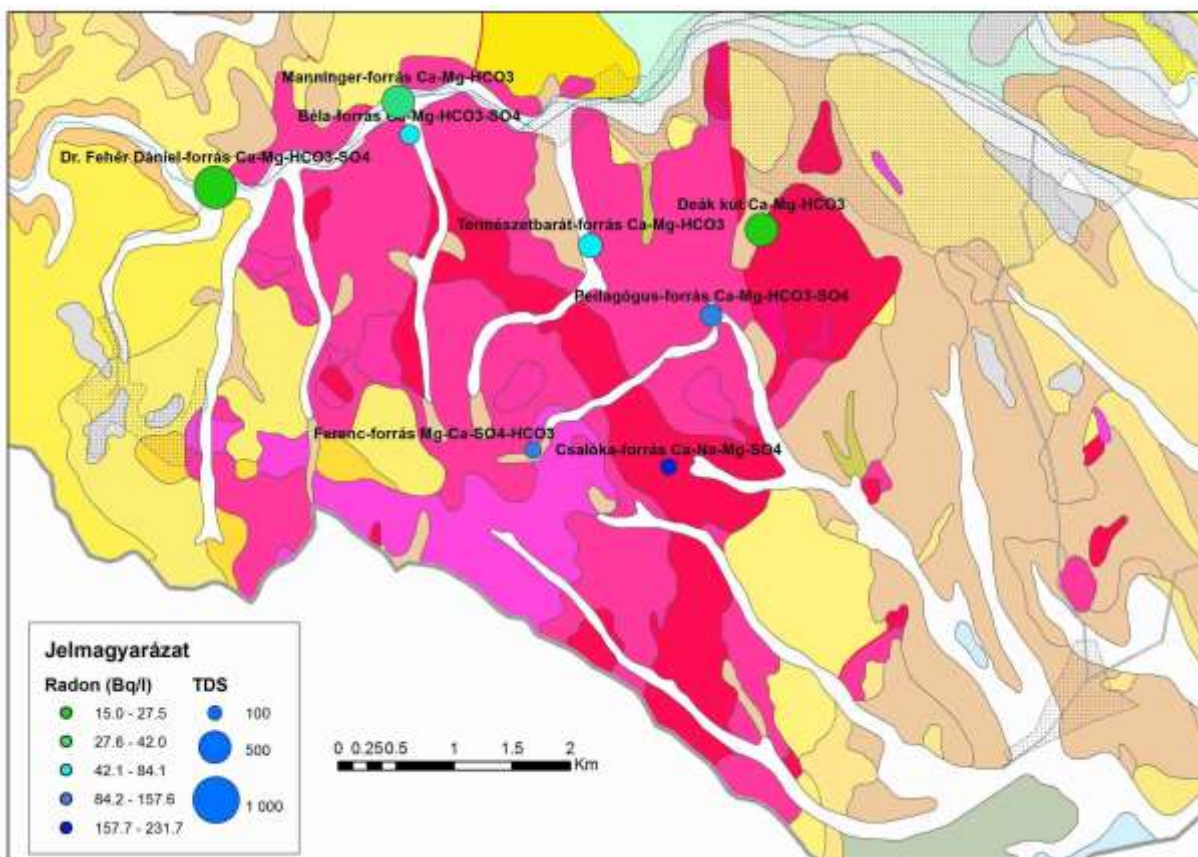 Manninger-forrás Ca-Mg-HCO3
Béla-forrás Ca-Mg-HCO3-SO4
Dr. Fehér Dániel-forrás Ca-Mg-HCO3-SO4
Deák kút Ca-Mg-HCO3
Természetbarát-forrás Ca-Mg-HCO3
Pedagógus-forrás Ca-Mg-HCO3-SO4
Ferenc-forrás Mg-Ca-SO4-HCO3
Csalóka-forrás Ca-Na-Mg-SO4
Jelmagyarázat
Radon (Bq/l) TDS
15.0 - 27.5
27.6 - 42.0
42.1 - 84.1
84.2 - 157.6
157.7 - 231.7
100
500
1 000
0 0.25 0.5 1 1.5 2
Km